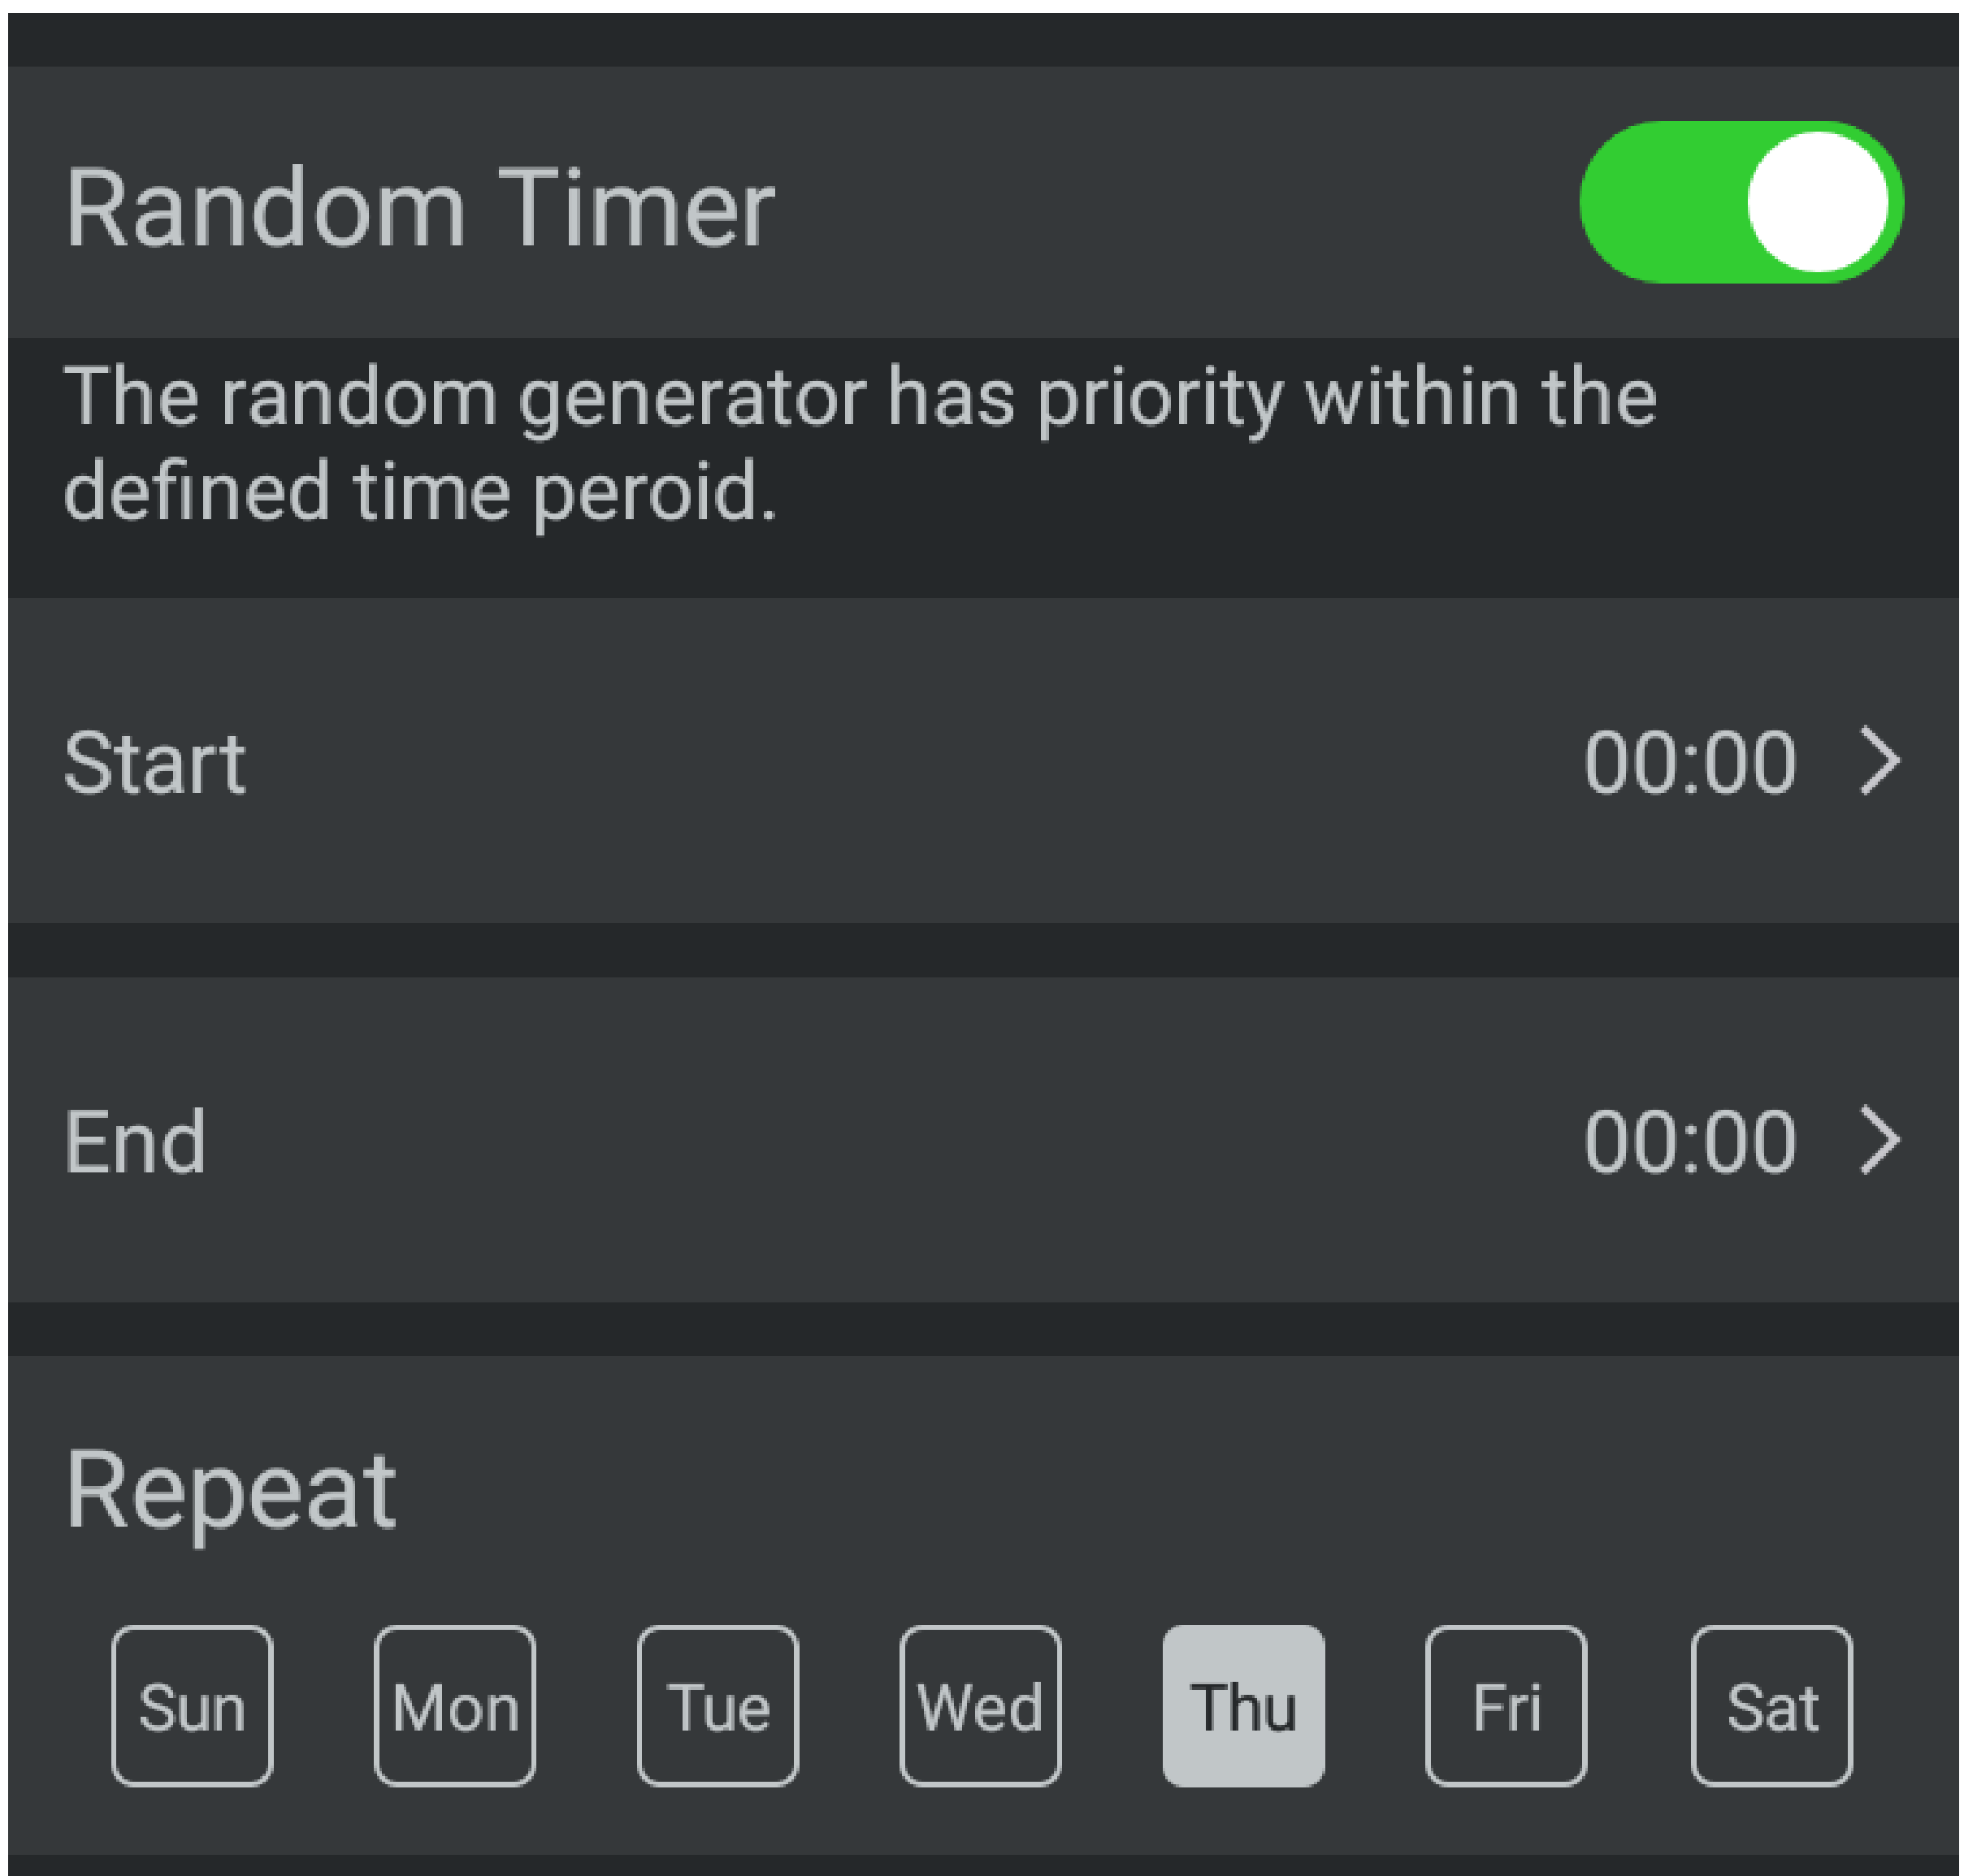 Random Timer
The random generator has priority within the
defined time peroid.
Start 00:00
End 00:00
Repeat
Sun Mon Tue Wed Thu Fri Sat